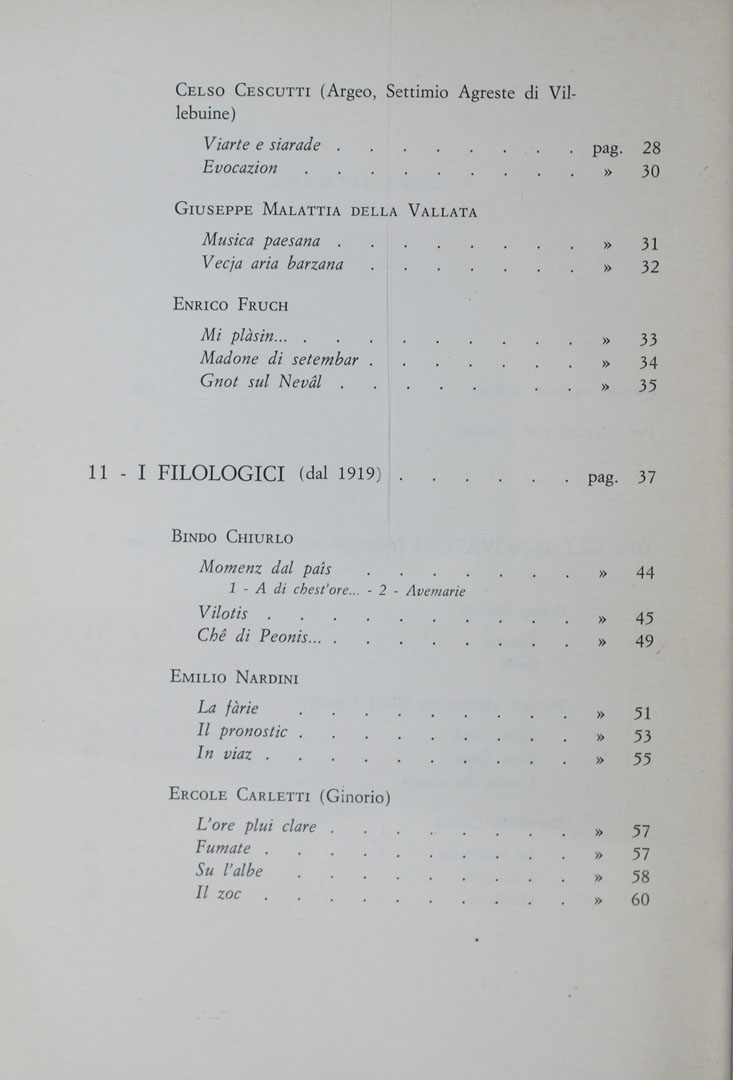 CELSO CESCUTTI (Argeo, Settimio Agreste di Vil-
lebuine)
Viarte e siarade . . . . . . . . pag. 28
Evocazion . . . . . . . . . » 30
GIUSEPPE MALATTIA DELLA VALLATA
Musica paesana . . . . . . . . » 31
Vecja aria barzana . . . . . . . » 32
ENRICO FRUCH
Mi plàsin... . . . . . . . . . » 33
Madone di setembar . . . . . . . » 34
Gnot sul Nevâl . . . . . . . . » 35
11 - I FILOLOGICI (dal 1919) . . . . . . pag. 37
BINDO CHIURLO
Momenz dal paîs . . . . . . . » 44
1 - A di chest'ore... - 2 - Avemarie
Vilotis . . . . . . . . . . » 45
Chê di Peonis... . . . . . . . . » 49
EMILIO NARDINI
La fàrie . . . . . . . . . » 51
Il pronostic . . . . . . . . . » 53
In viaz . . . . . . . . . . » 55
ERCOLE CARLETTI (Ginorio)
L'ore plui clare . . . . . . . . » 57
Fumate . . . . . . . . . . » 57
Su l'albe . . . . . . . . . » 58
Il zoc . . . . . . . . . . » 60